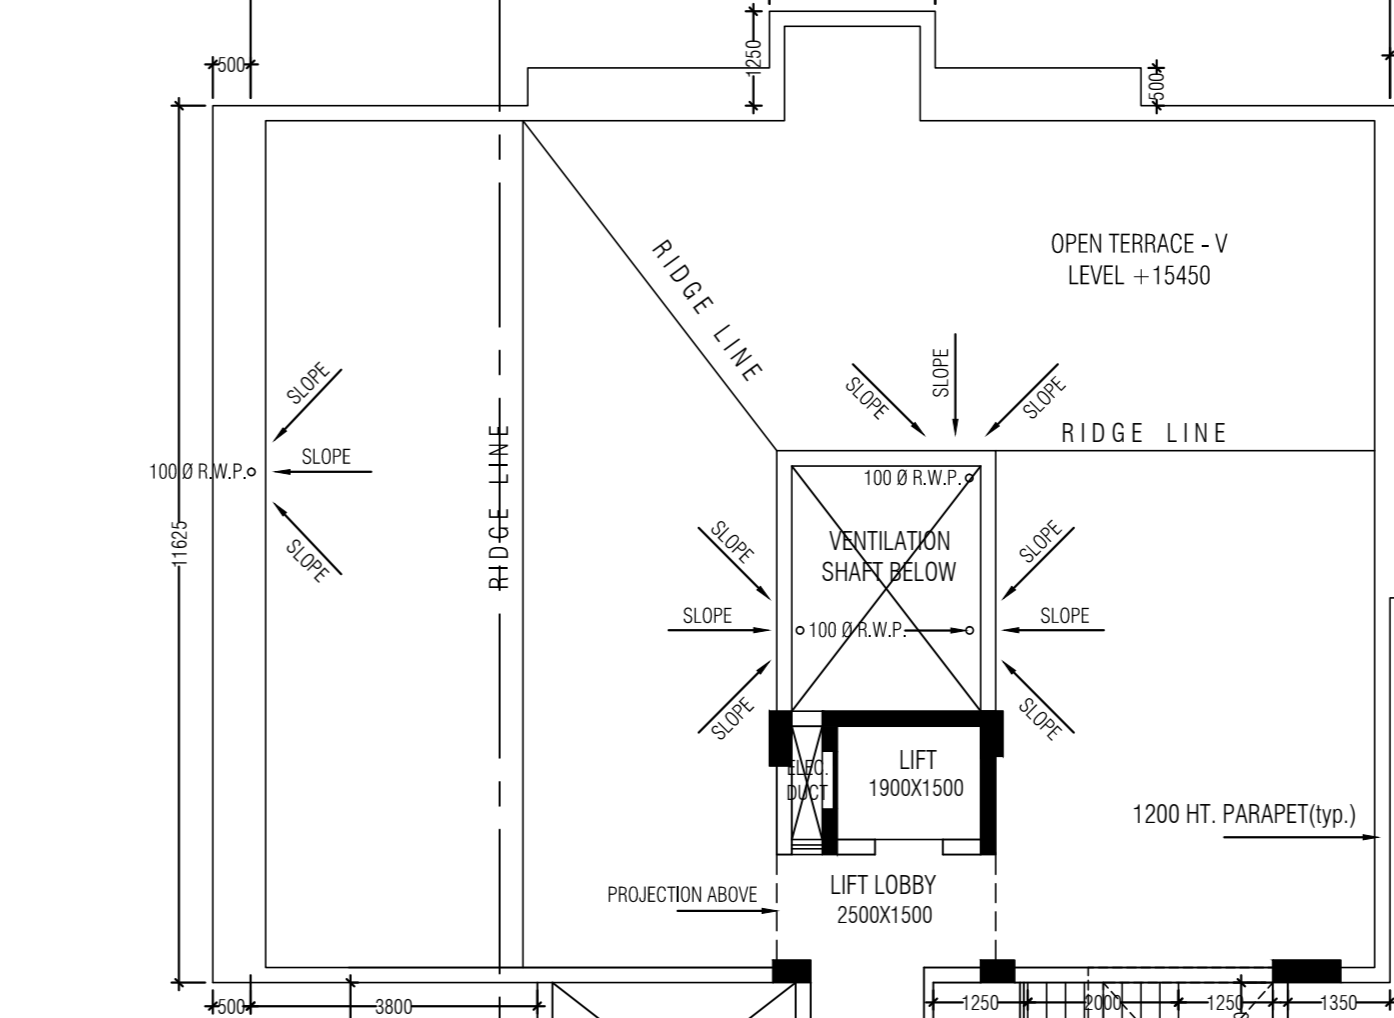 1250
500
500
OPEN TERRACE - V
LEVEL +15450
RIDGE LINE
SLOPE
SLOPE
SLOPE
SLOPE
RIDGE LINE
RIDGE LINE
100 Ø R.W.P.
SLOPE
SLOPE
11625
100 Ø R.W.P.
VENTILATION
SHAFT BELOW
SLOPE
SLOPE
SLOPE
100 Ø R.W.P.
SLOPE
SLOPE
SLOPE
ELEC.
DUCT
LIFT
1900X1500
1200 HT. PARAPET(typ.)
PROJECTION ABOVE
LIFT LOBBY
2500X1500
500
3800
1250
2000
1250
1350